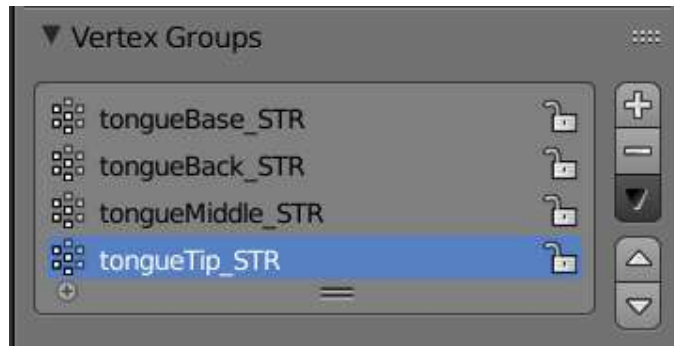 Vertex Groups
tongueBase_STR
tongueBack_STR
tongueMiddle_STR
tongueTip_STR